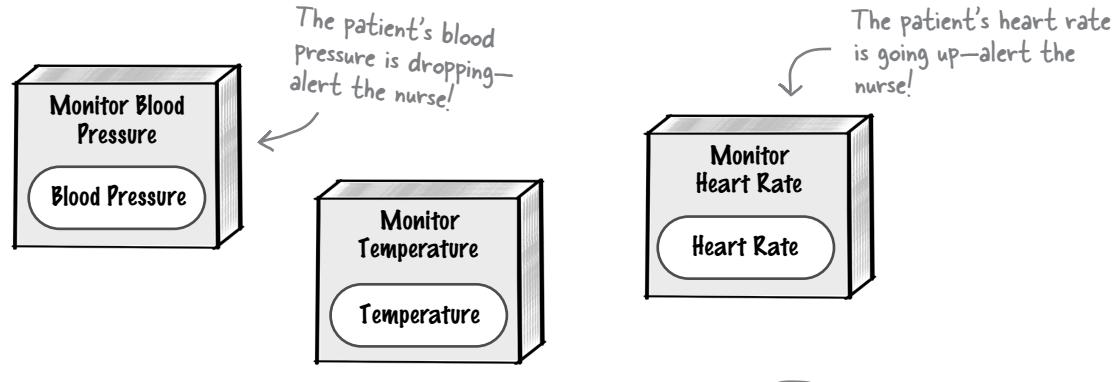 The patient's blood
pressure is dropping—
alert the nurse!
The patient's heart rate
is going up—alert the
nurse!
Monitor Blood
Pressure
Blood Pressure
Monitor
Temperature
Temperature
Monitor
Heart Rate
Heart Rate